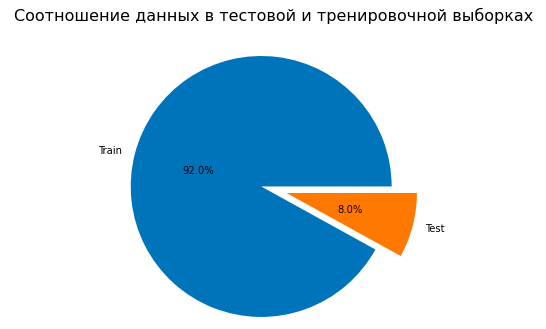 Соотношение данных в тестовой и тренировочной выборках
Train
92.0%
8.0%
Test